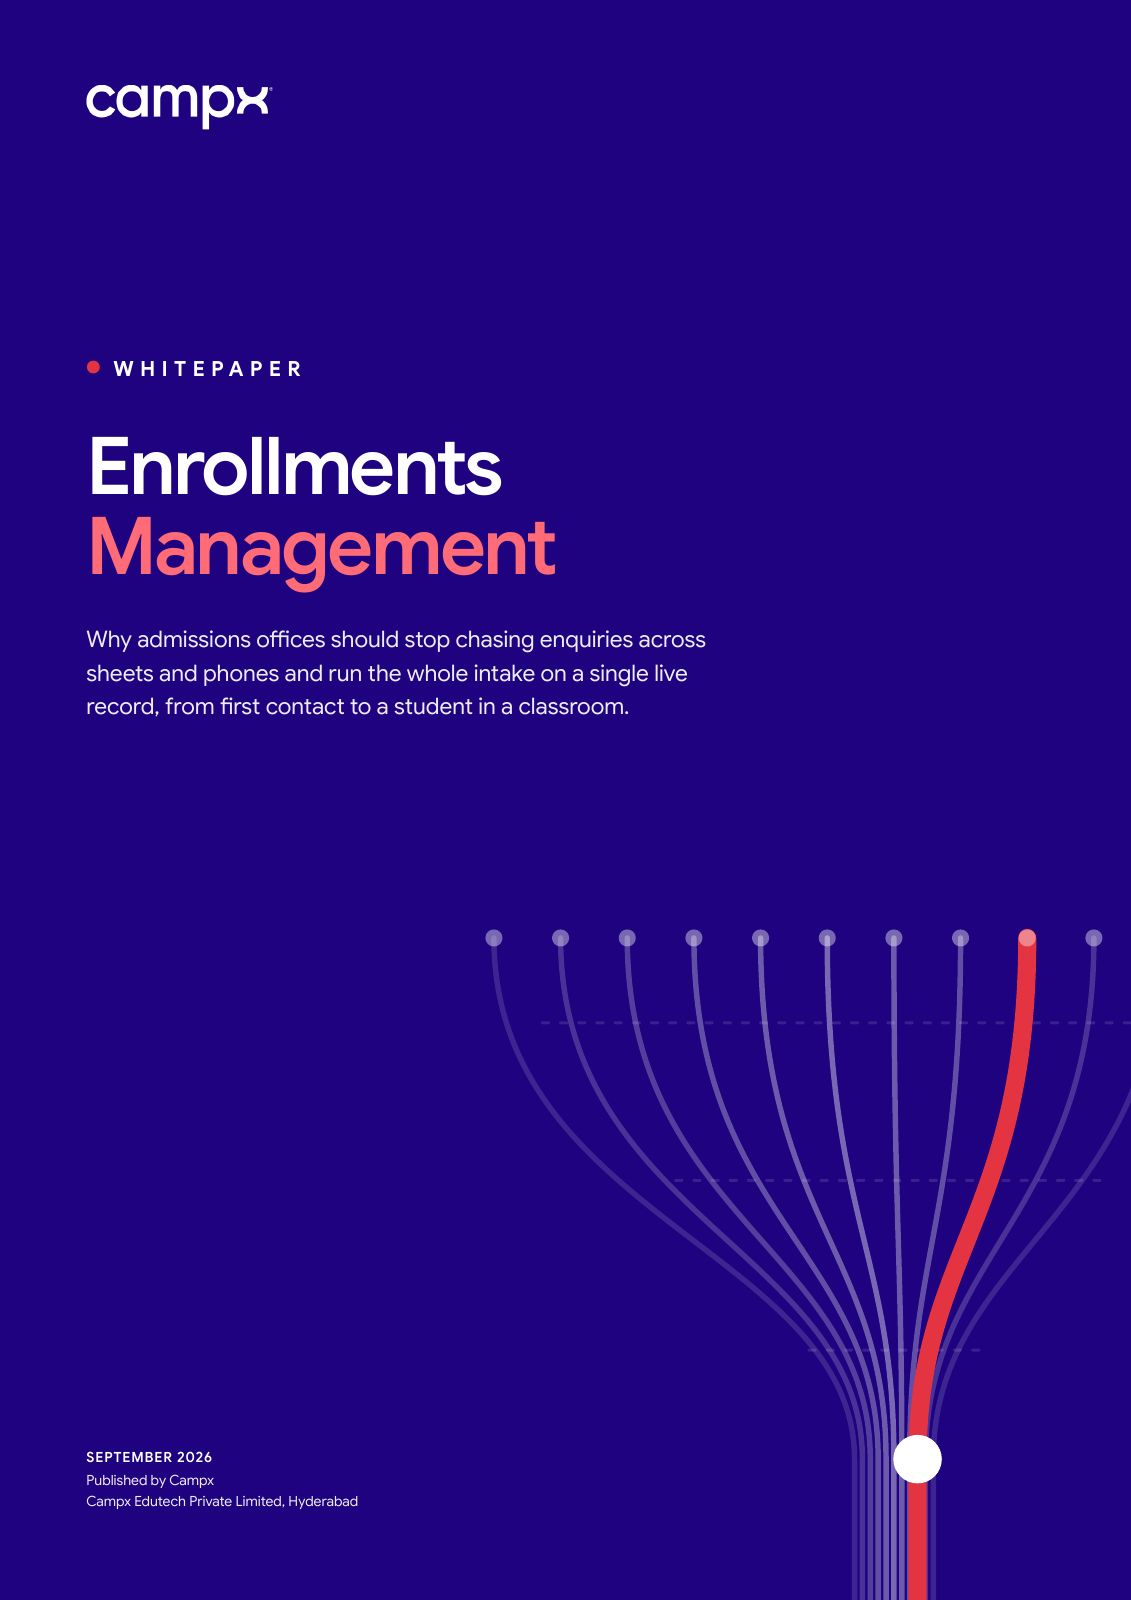 campx
WHITEPAPER
Enrollments
Management
Why admissions offices should stop chasing enquiries across
sheets and phones and run the whole intake on a single live
record, from first contact to a student in a classroom.
SEPTEMBER 2026
Published by Campx
Campx Edutech Private Limited, Hyderabad